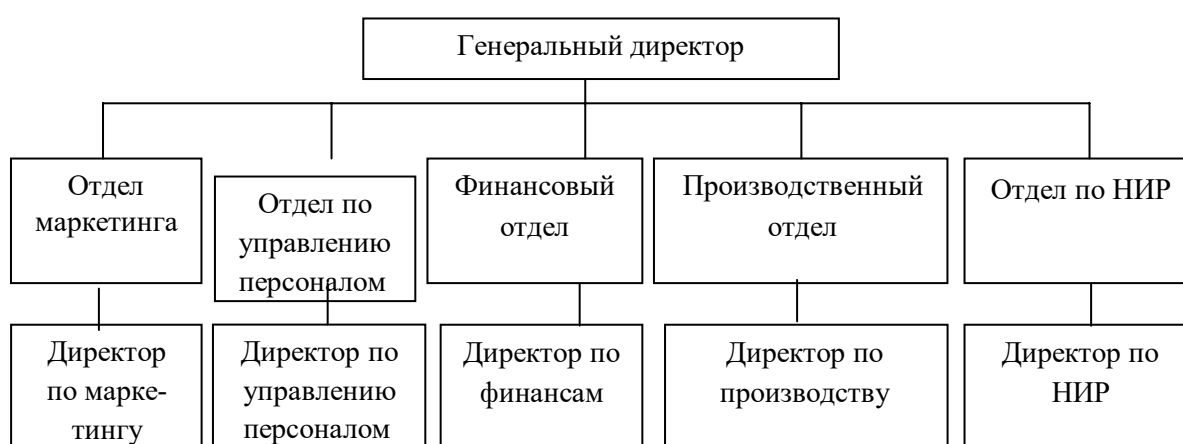 Генеральный директор
Отдел
маркетинга
Отдел по
управлению
персоналом
Финансовый
отдел
Производственный
отдел
Отдел по НИР
Директор
по марке-
тингу
Директор по
управлению
персоналом
Директор по
финансам
Директор по
производству
Директор по
НИР